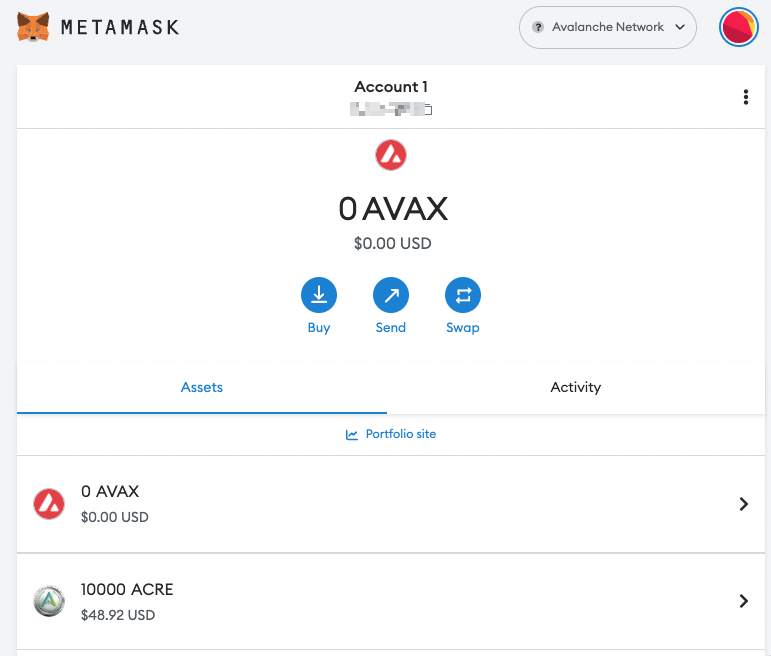 METAMASK
? Avalanche Network
Account 1
0 AVAX
$0.00 USD
Buy Send Swap
Assets Activity
Portfolio site
0 AVAX
$0.00 USD
10000 ACRE
$48.92 USD